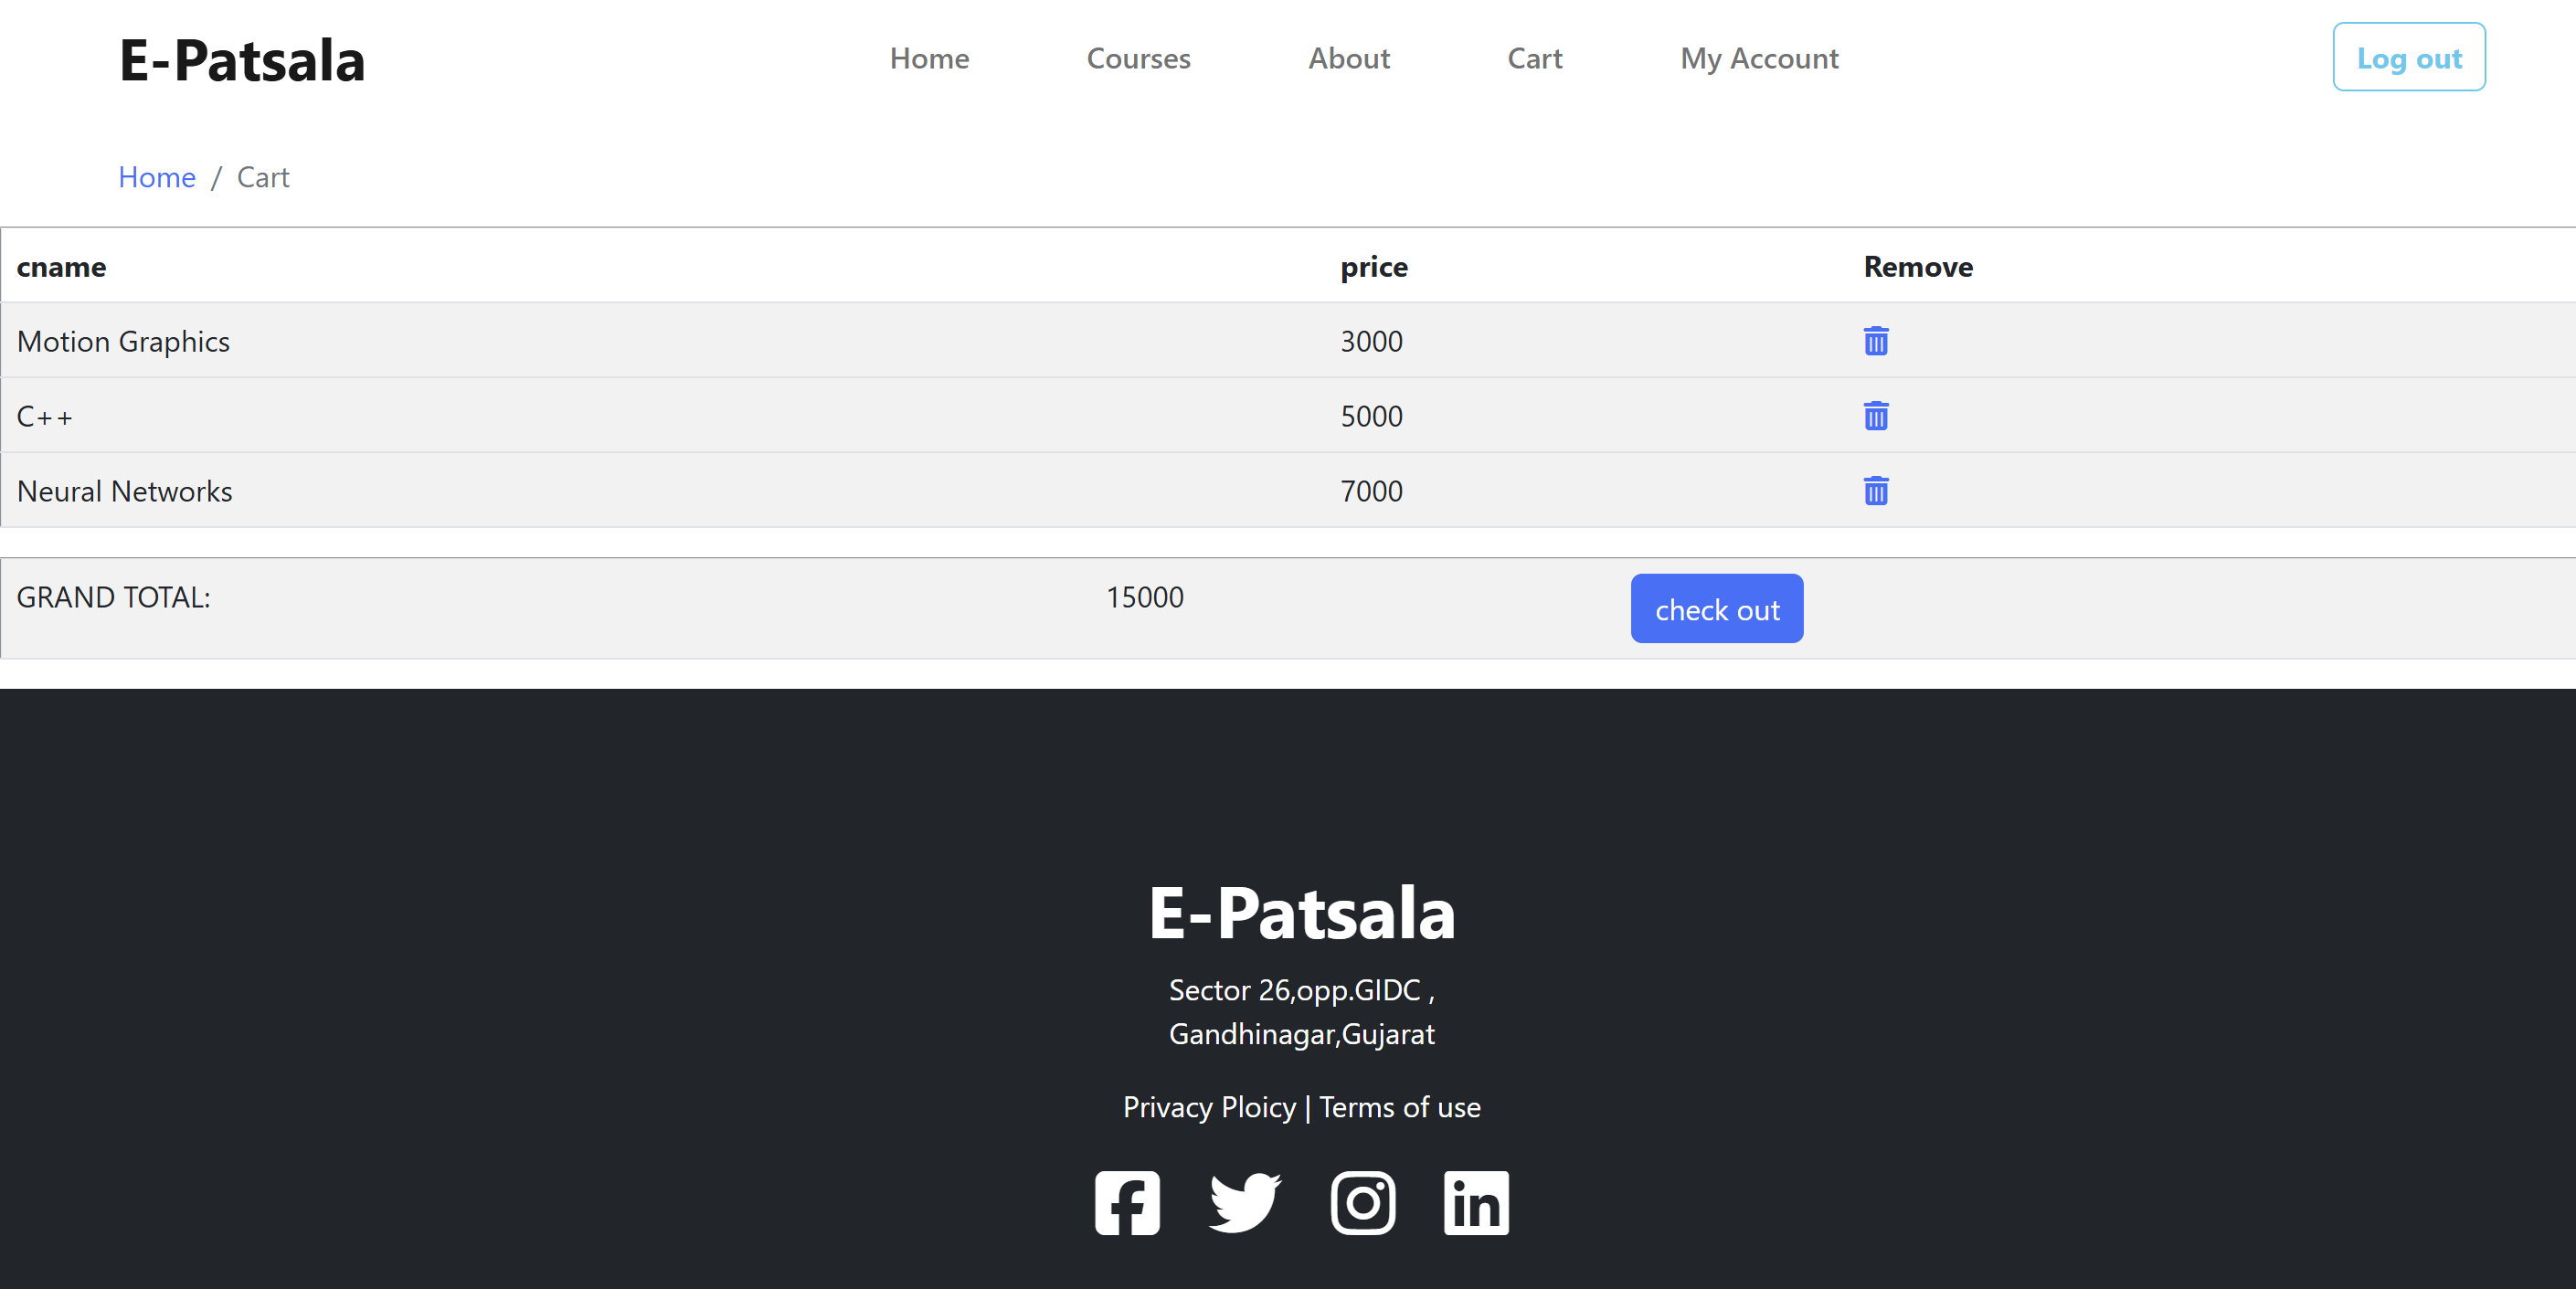 E-Patsala Home Courses About Cart My Account Log out
Home / Cart
cname price Remove
Motion Graphics 3000
C++ 5000
Neural Networks 7000
GRAND TOTAL: 15000 check out
E-Patsala
Sector 26,opp.GIDC ,
Gandhinagar,Gujarat
Privacy Ploicy | Terms of use